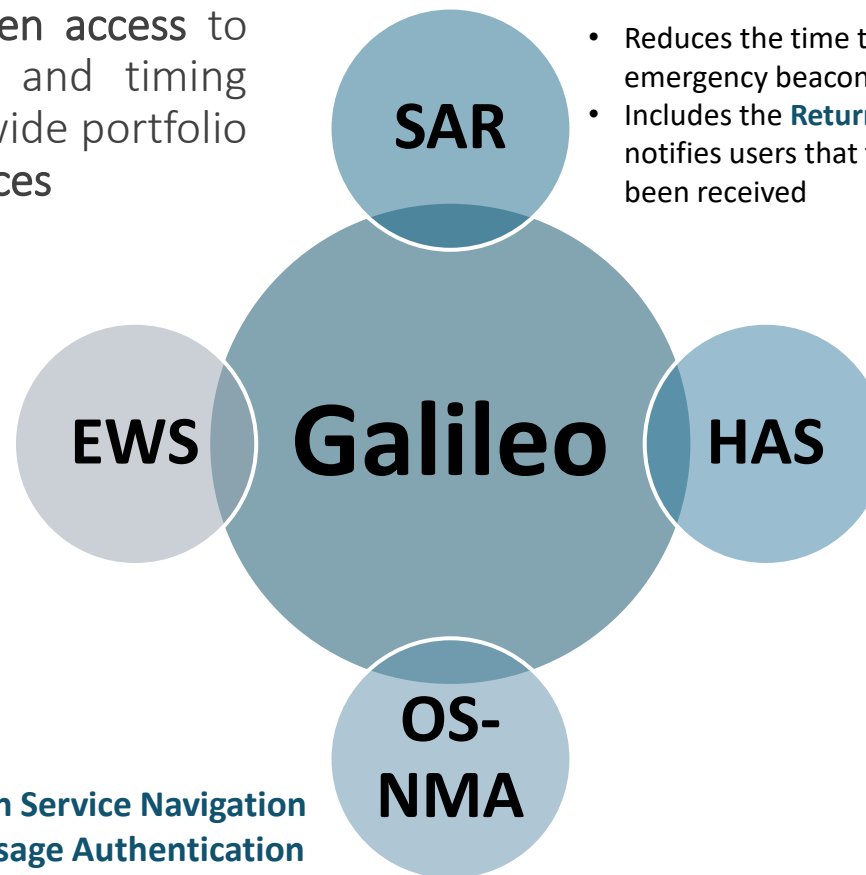 en access to
and timing
vide portfolio
ces
SAR
• Reduces the time t
emergency beacon
• Includes the Return
notifies users that
been received
EWS
Galileo
HAS
OS-
NMA
n Service Navigation
sage Authentication